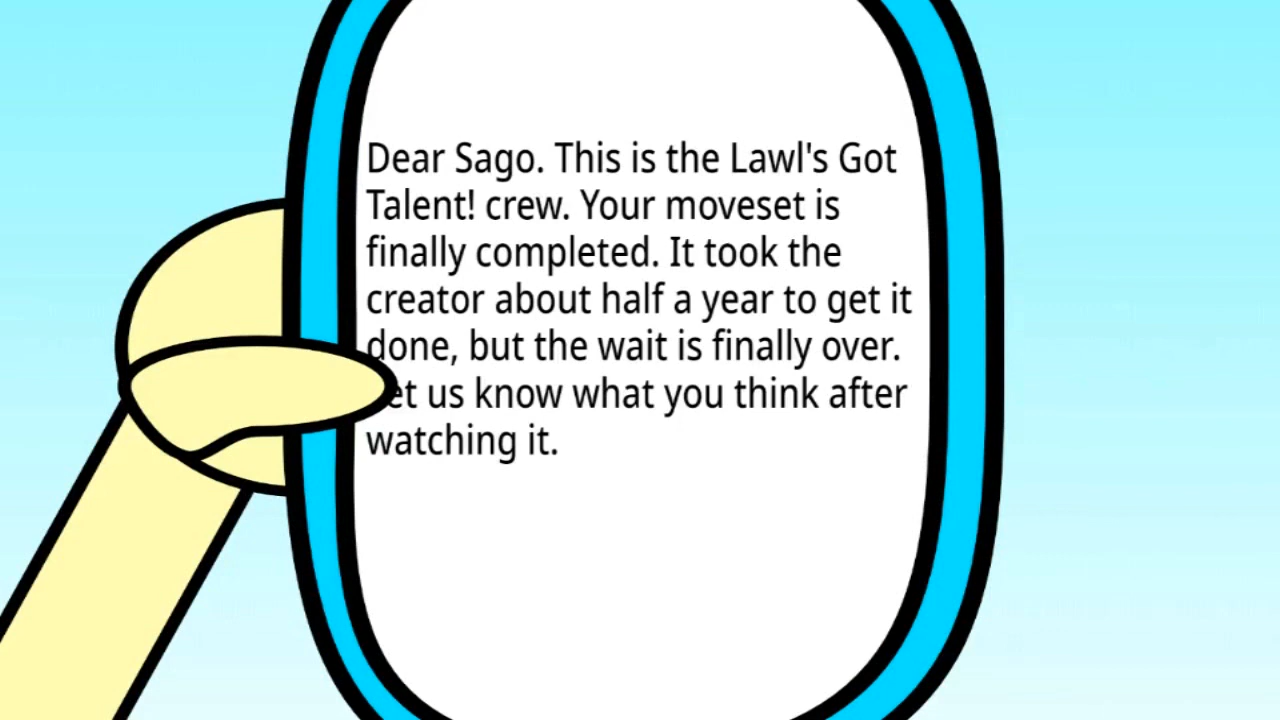 Dear Sago. This is the Lawl's Got
Talent! crew. Your moveset is
finally completed. It took the
creator about half a year to get it
done, but the wait is finally over.
Let us know what you think after
watching it.